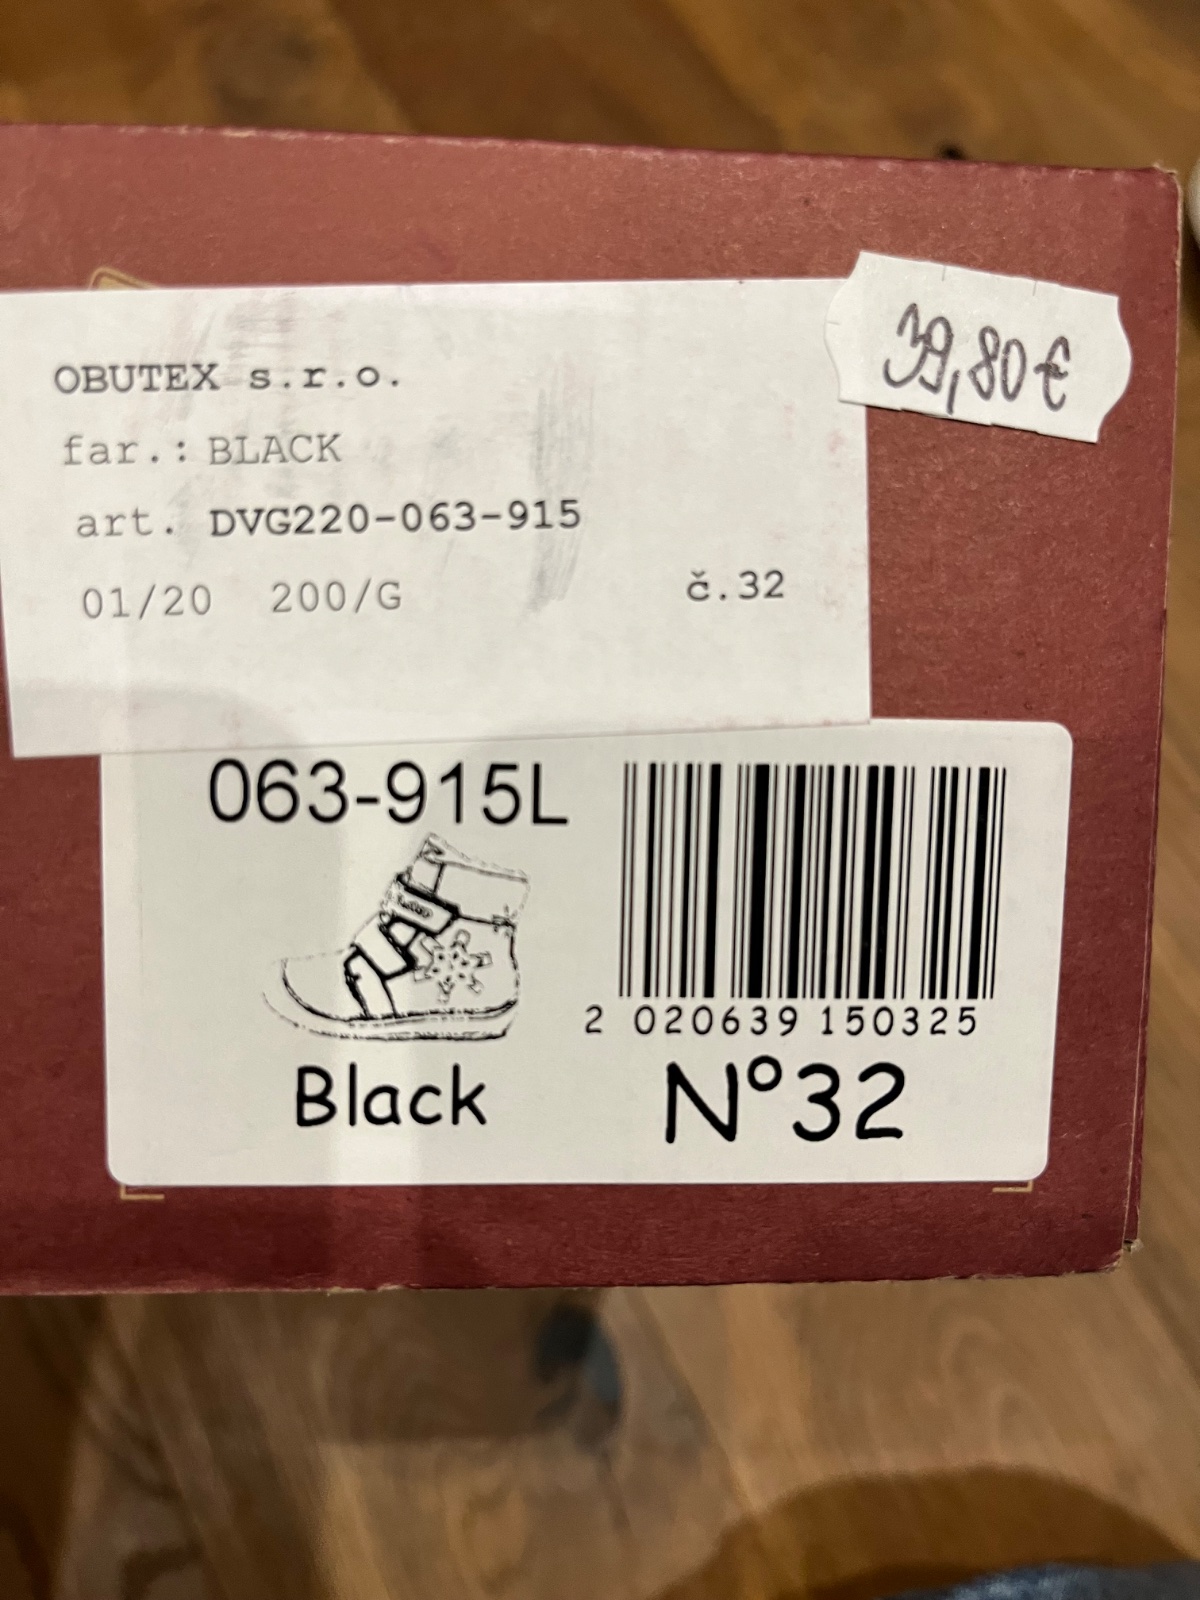 39,80€
OBUTEX s.r.o.
far.: BLACK
art. DVG220-063-915
01/20 200/G č.32
063-915L
2 020639 150325
Black N°32